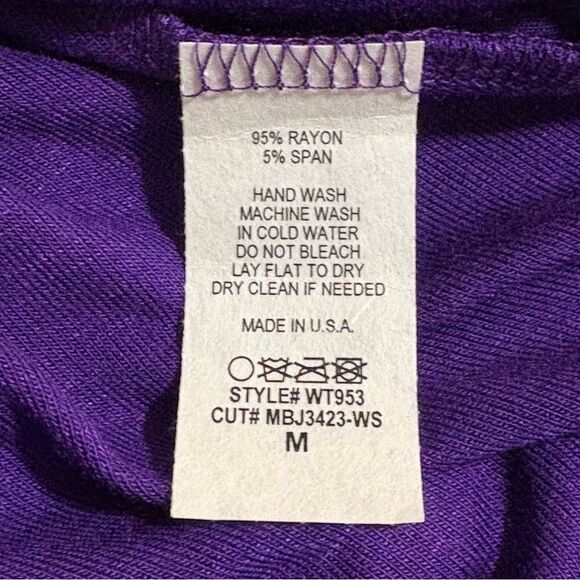 95% RAYON
5% SPAN
HAND WASH
MACHINE WASH
IN COLD WATER
DO NOT BLEACH
LAY FLAT TO DRY
DRY CLEAN IF NEEDED
MADE IN U.S.A.
STYLE# WT953
CUT# MBJ3423-WS
M